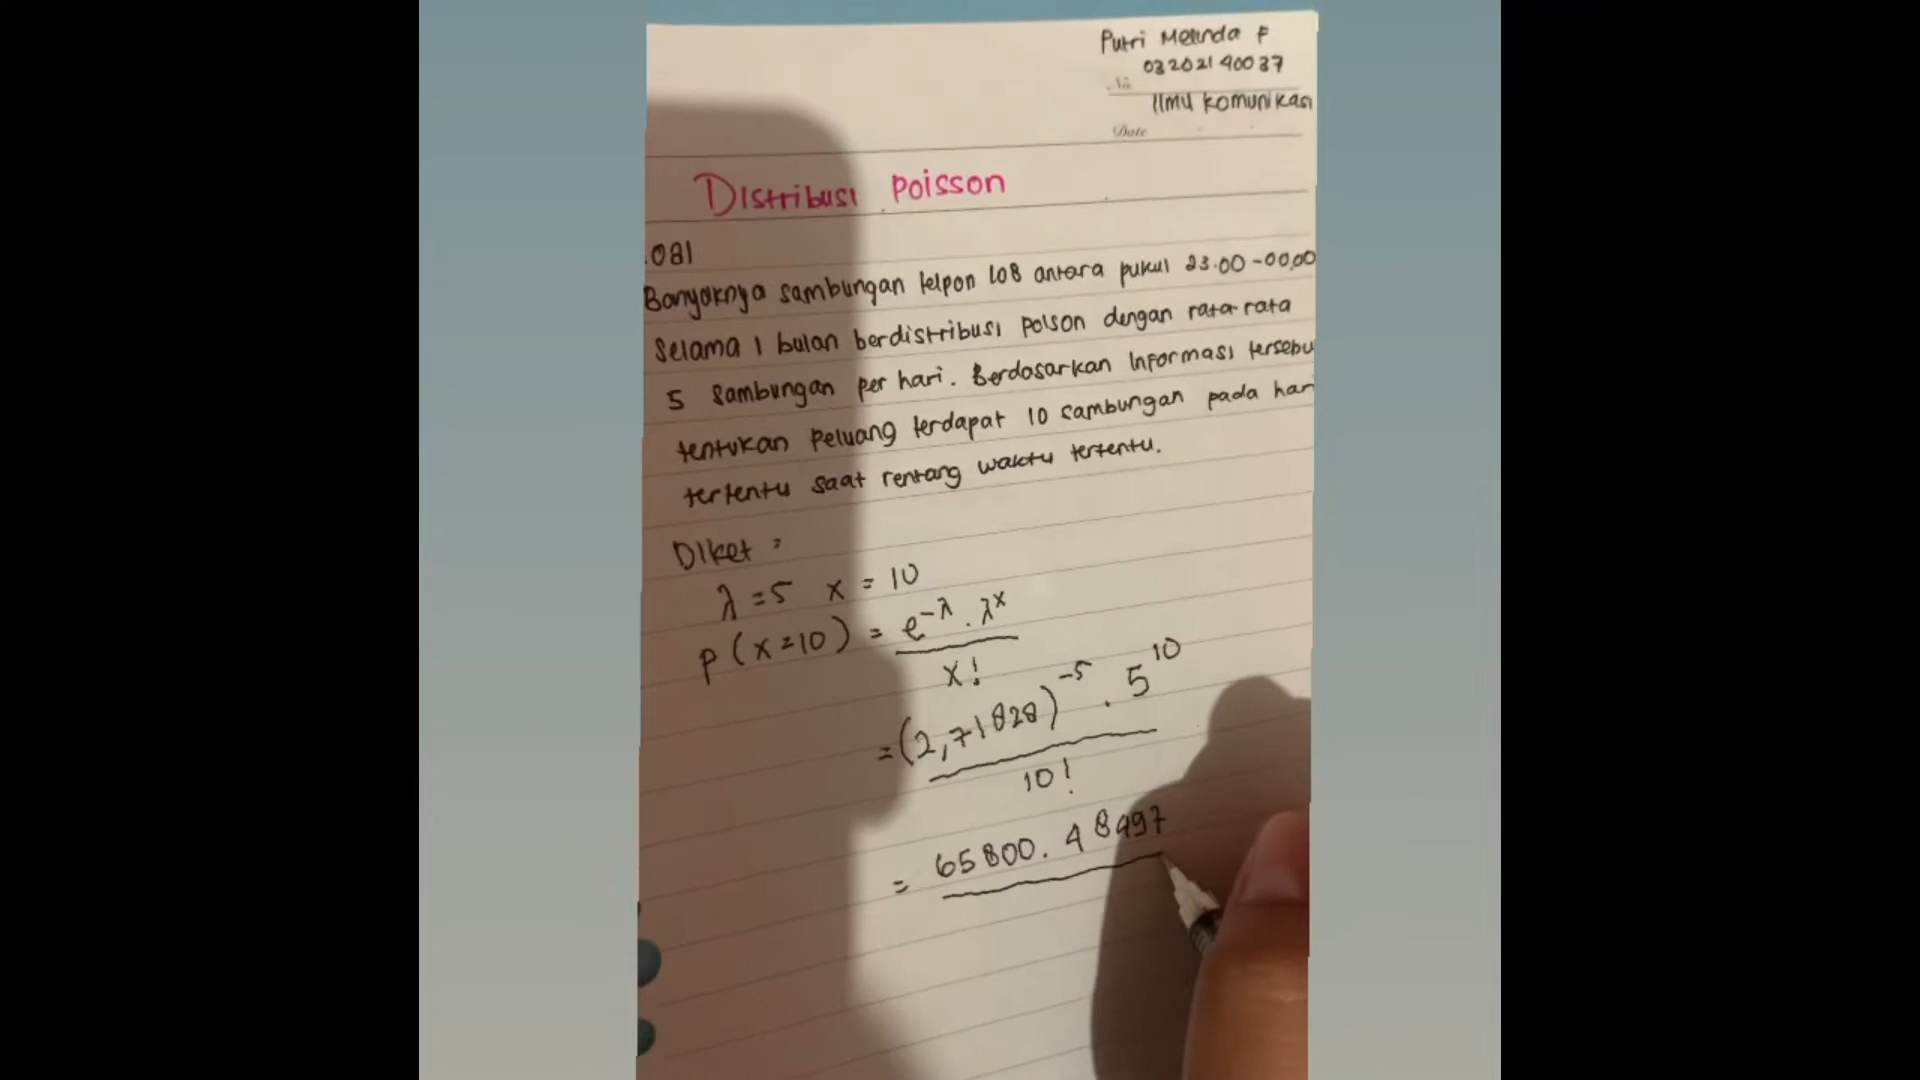 Putri Melinda F
03202140037
No
Ilmu komunikasi
Date
Distribusi Poisson
.081
Banyaknya sambungan telpon 108 antara pukul 23.00-00.00
selama 1 bulan berdistribusi poison dengan rata-rata
5 sambungan per hari. Berdasarkan informasi tersebu
tentukan peluang terdapat 10 sambungan pada hari
tertentu saat rentang waktu tertentu.
Diket :
λ = 5 x = 10
P (x=10) = e^-λ . λ^x
x!
= (2,71828)^-5 . 5^10
10!
= 65800.48497